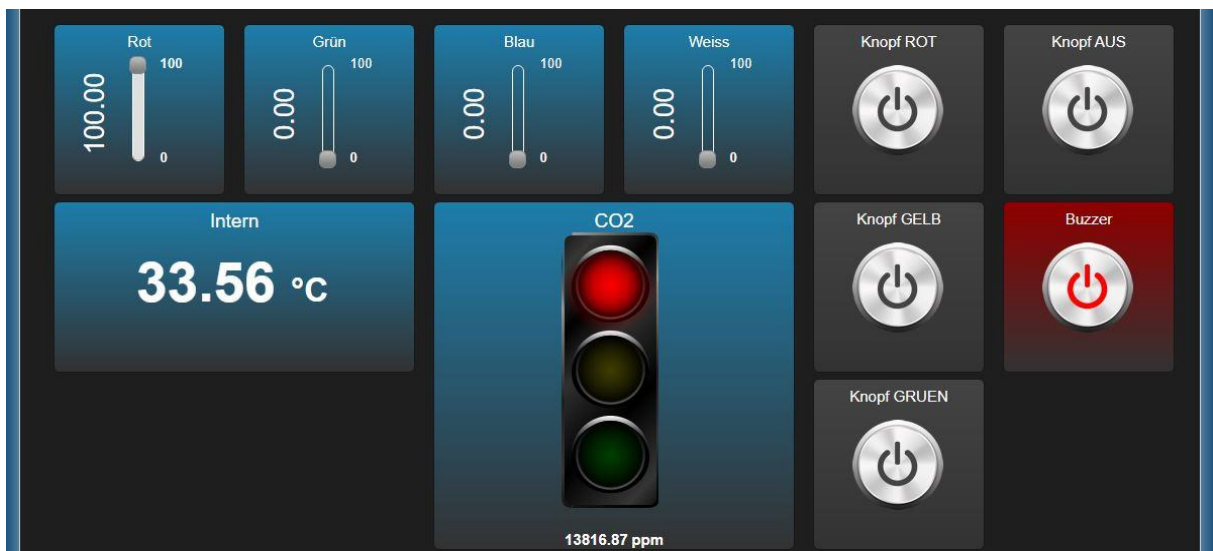 Rot
100
100.00
0
Grün
100
0.00
0
Blau
100
0.00
0
Weiss
100
0.00
0
Knopf ROT
Knopf AUS
Intern
33.56 °C
CO2
13816.87 ppm
Knopf GELB
Buzzer
Knopf GRUEN